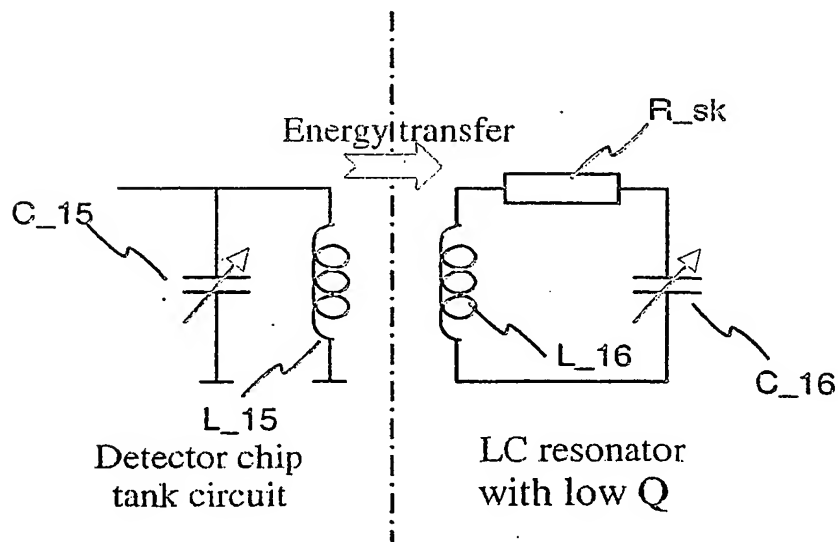 R_sk
Energy transfer
C_15
L_16
C_16
L_15
Detector chip
tank circuit
LC resonator
with low Q